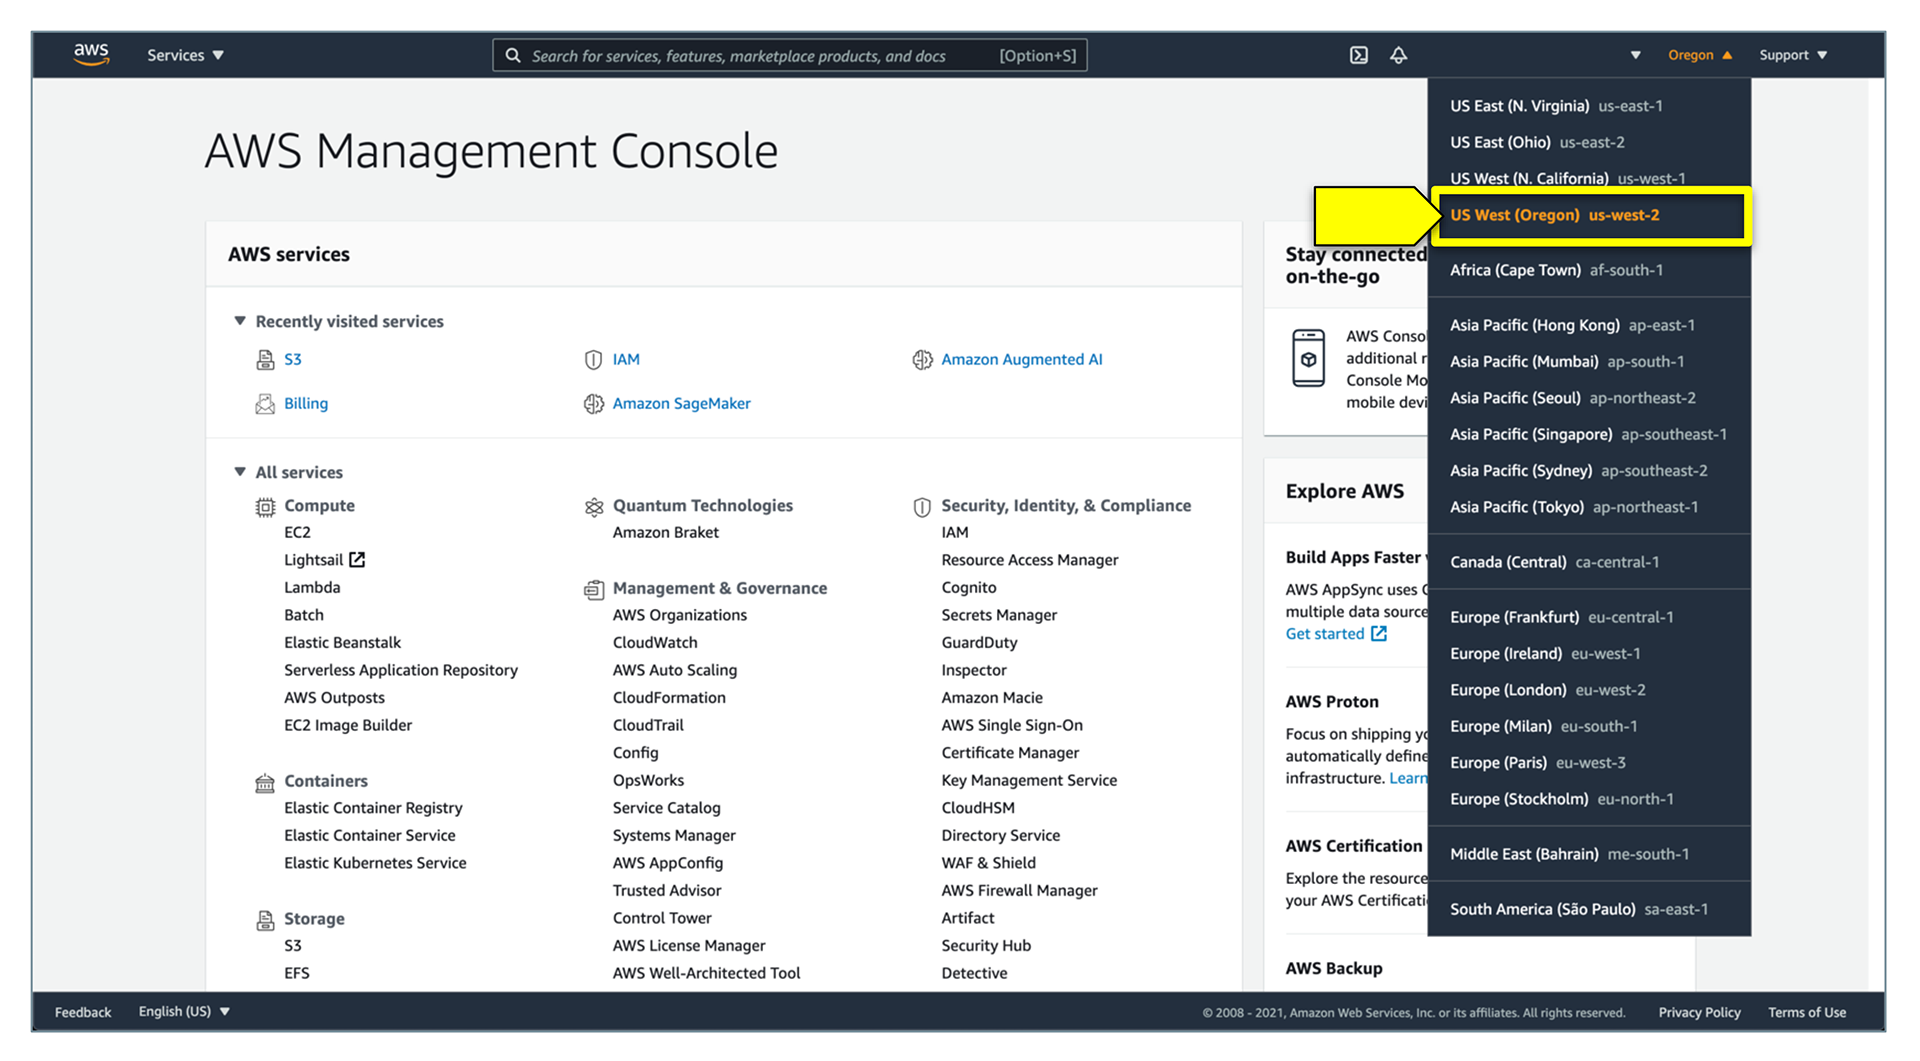 aws
Services
Search for services, features, marketplace products, and docs [Option+S]
Oregon
Support
AWS Management Console
AWS services
Recently visited services
S3
IAM
Amazon Augmented AI
Billing
Amazon SageMaker
All services
Compute
EC2
Lightsail
Lambda
Batch
Elastic Beanstalk
Serverless Application Repository
AWS Outposts
EC2 Image Builder
Containers
Elastic Container Registry
Elastic Container Service
Elastic Kubernetes Service
Storage
S3
EFS
Quantum Technologies
Amazon Braket
Management & Governance
AWS Organizations
CloudWatch
AWS Auto Scaling
CloudFormation
CloudTrail
Config
OpsWorks
Service Catalog
Systems Manager
AWS AppConfig
Trusted Advisor
Control Tower
AWS License Manager
AWS Well-Architected Tool
Security, Identity, & Compliance
IAM
Resource Access Manager
Cognito
Secrets Manager
GuardDuty
Inspector
Amazon Macie
AWS Single Sign-On
Certificate Manager
Key Management Service
CloudHSM
Directory Service
WAF & Shield
AWS Firewall Manager
Artifact
Security Hub
Detective
Stay connected
on-the-go
AWS Consol
additional r
Console Mo
mobile devi
Explore AWS
Build Apps Faster
AWS AppSync uses
multiple data source
Get started
AWS Proton
Focus on shipping yo
automatically define
infrastructure. Learn
AWS Certification
Explore the resource
your AWS Certificati
AWS Backup
US East (N. Virginia) us-east-1
US East (Ohio) us-east-2
US West (N. California) us-west-1
US West (Oregon) us-west-2
Africa (Cape Town) af-south-1
Asia Pacific (Hong Kong) ap-east-1
Asia Pacific (Mumbai) ap-south-1
Asia Pacific (Seoul) ap-northeast-2
Asia Pacific (Singapore) ap-southeast-1
Asia Pacific (Sydney) ap-southeast-2
Asia Pacific (Tokyo) ap-northeast-1
Canada (Central) ca-central-1
Europe (Frankfurt) eu-central-1
Europe (Ireland) eu-west-1
Europe (London) eu-west-2
Europe (Milan) eu-south-1
Europe (Paris) eu-west-3
Europe (Stockholm) eu-north-1
Middle East (Bahrain) me-south-1
South America (São Paulo) sa-east-1
Feedback
English (US)
© 2008 - 2021, Amazon Web Services, Inc. or its affiliates. All rights reserved.
Privacy Policy
Terms of Use